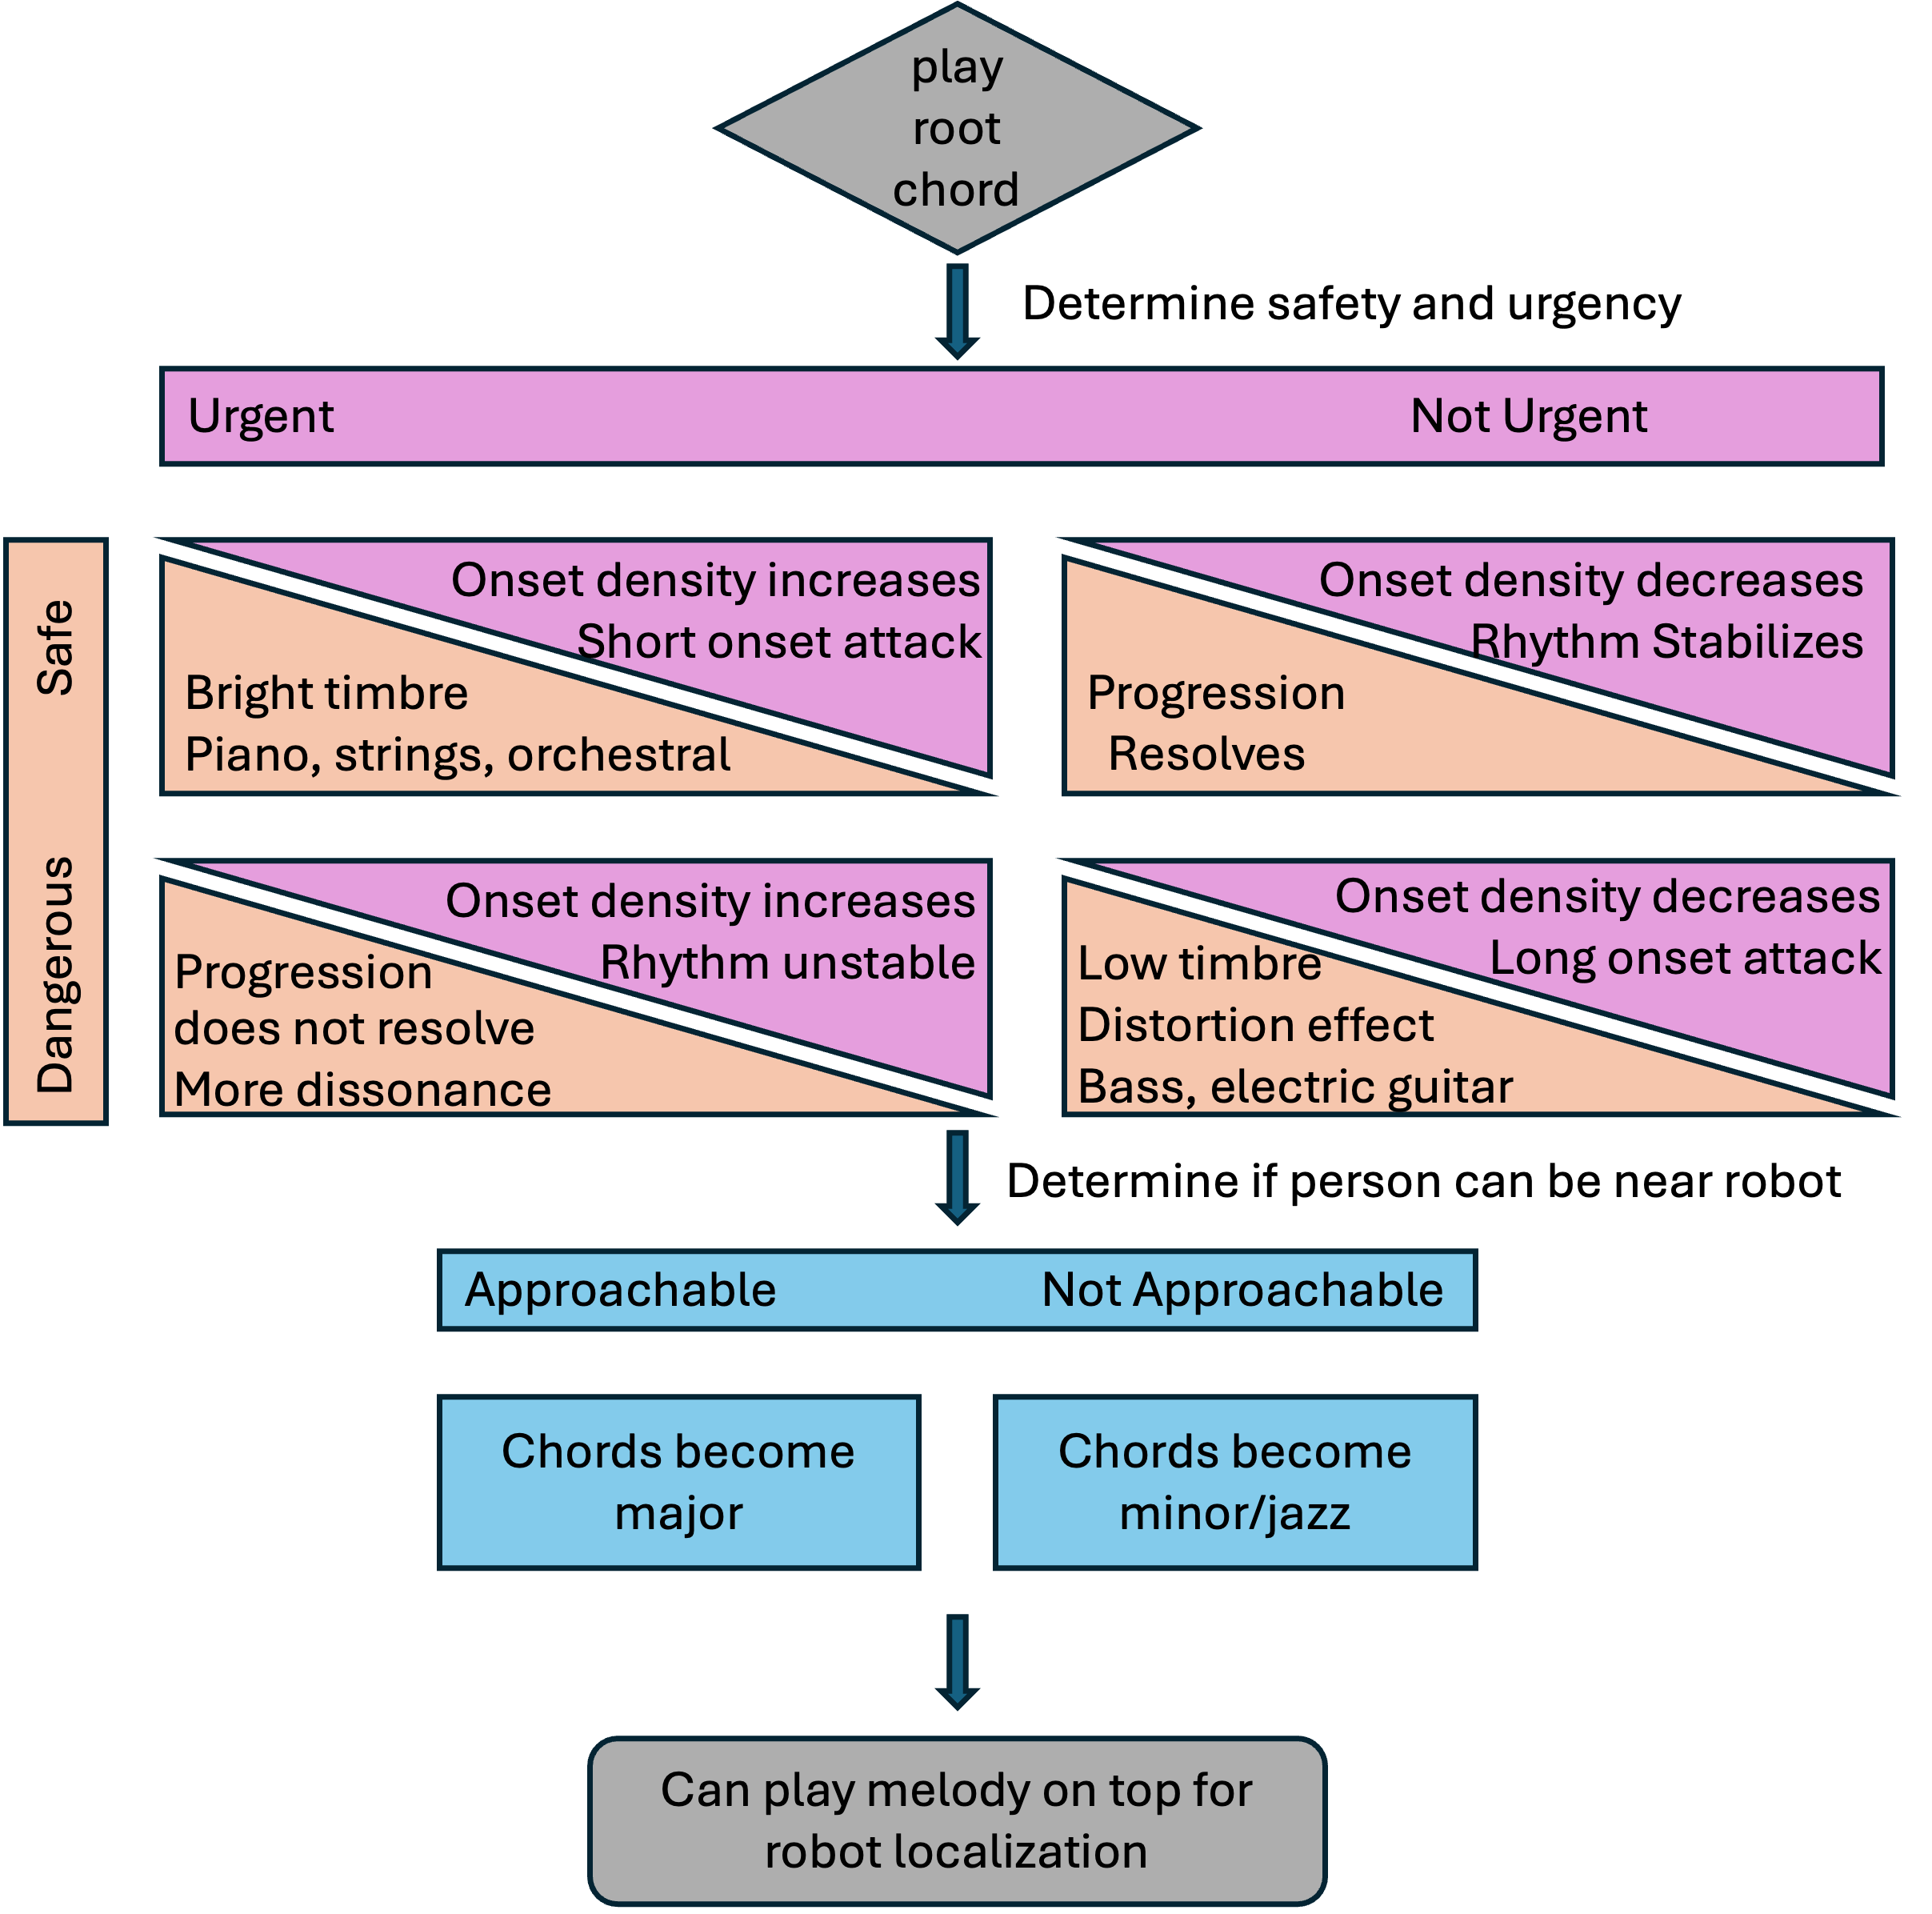 play
root
chord
Determine safety and urgency
Urgent
Not Urgent
Safe
Dangerous
Onset density increases
Short onset attack
Bright timbre
Piano, strings, orchestral
Onset density decreases
Rhythm Stabilizes
Progression
Resolves
Onset density increases
Rhythm unstable
Progression
does not resolve
More dissonance
Onset density decreases
Long onset attack
Low timbre
Distortion effect
Bass, electric guitar
Determine if person can be near robot
Approachable
Not Approachable
Chords become
major
Chords become
minor/jazz
Can play melody on top for
robot localization